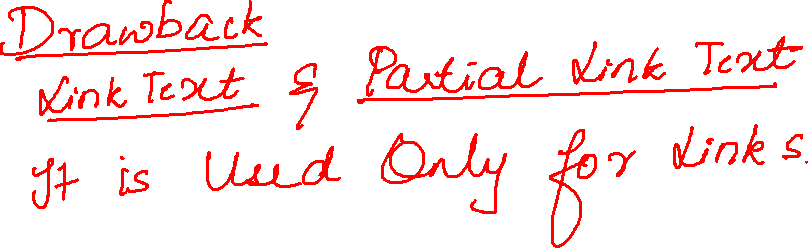 Drawback
Link Text & Partial Link Text
It is Used Only for Links.